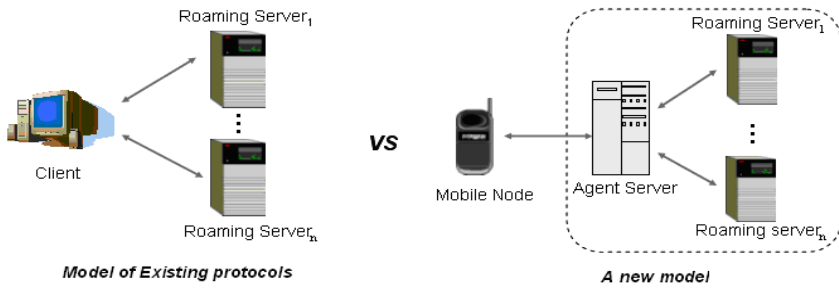 Roaming Server1
Client
Roaming Servern
Model of Existing protocols
VS
Mobile Node
Agent Server
Roaming Server1
Roaming servern
A new model